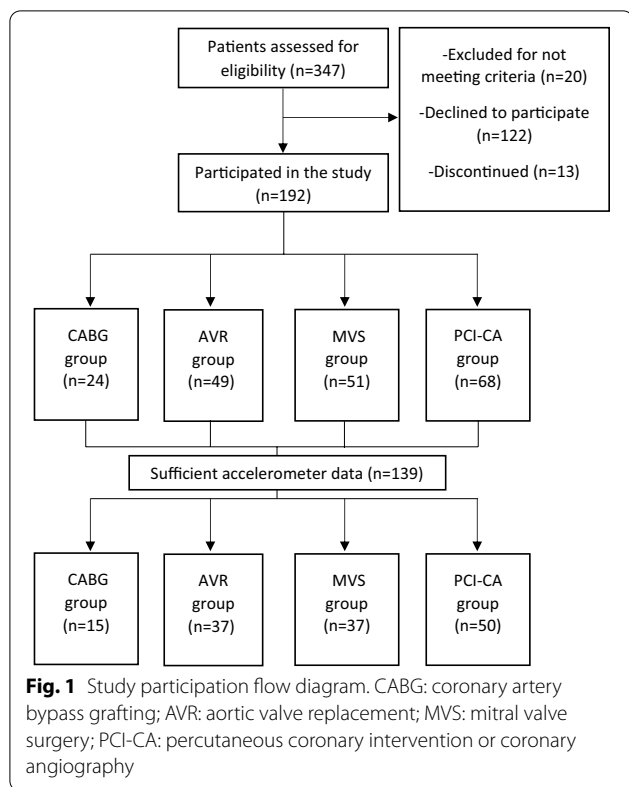 Patients assessed for
eligibility (n=347)
-Excluded for not
meeting criteria (n=20)
-Declined to participate
(n=122)
-Discontinued (n=13)
Participated in the study
(n=192)
CABG
group
(n=24)
AVR
group
(n=49)
MVS
group
(n=51)
PCI-CA
group
(n=68)
Sufficient accelerometer data (n=139)
CABG
group
(n=15)
AVR
group
(n=37)
MVS
group
(n=37)
PCI-CA
group
(n=50)
Fig. 1 Study participation flow diagram. CABG: coronary artery
bypass grafting; AVR: aortic valve replacement; MVS: mitral valve
surgery; PCI-CA: percutaneous coronary intervention or coronary
angiography